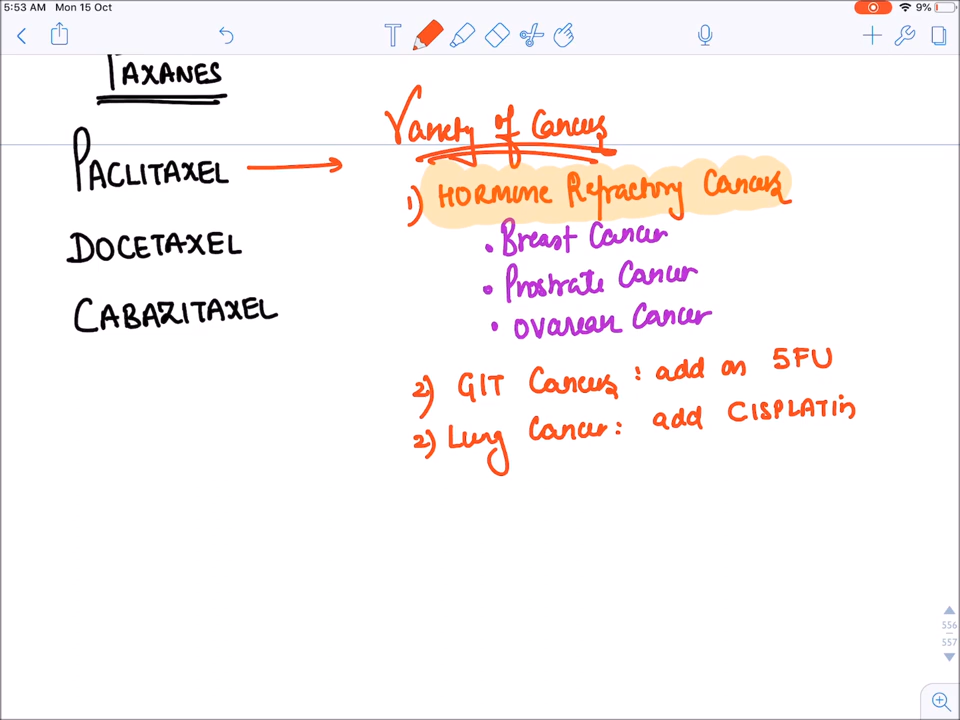 5:53 AM Mon 15 Oct
9%
TAXANES
Variety of Cancers
PACLITAXEL
1) HORMONE Refractory Cancers
• Breast Cancer
DOCETAXEL
• Prostrate Cancer
CABAZITAXEL
• Ovarean Cancer
2) GIT Cancers : add on 5FU
2) Lung Cancer : add CISPLATin
556
557